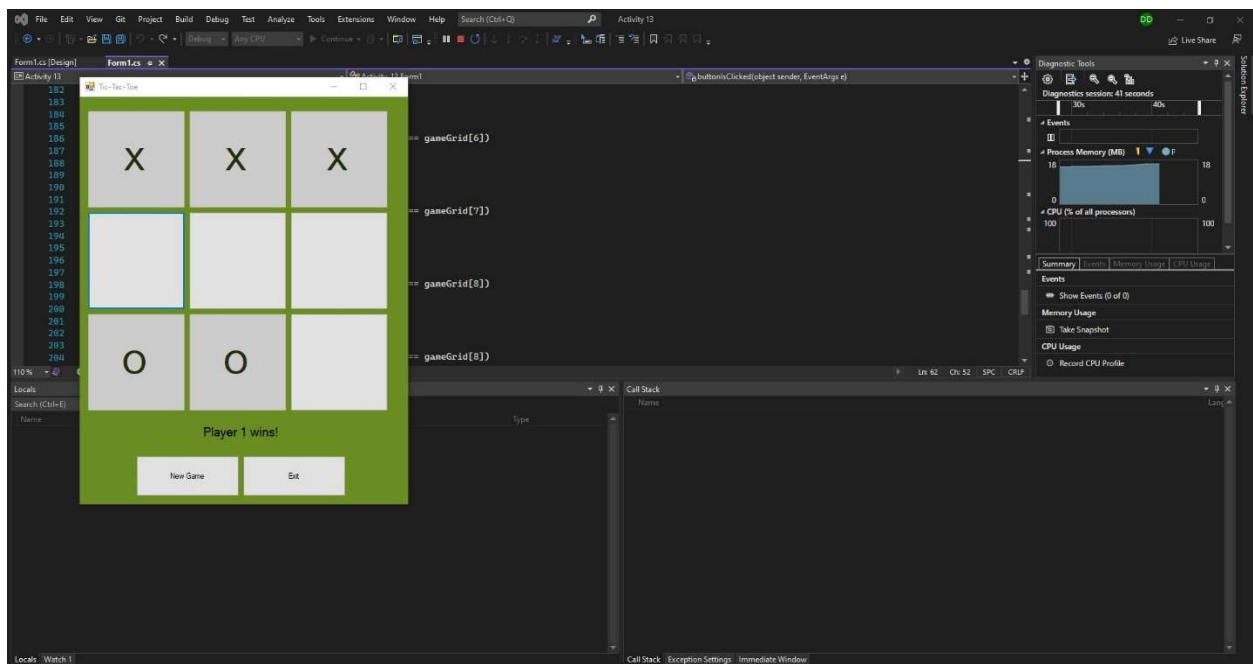 File Edit View Git Project Build Debug Test Analyze Tools Extensions Window Help Search (Ctrl+Q) Activity 13 DD
Debug Any CPU Continue Live Share
Form1.cs [Design] Form1.cs Diagnostic Tools
Activity 13 buttonIsClicked(object sender, EventArgs e) Solution Explorer
Tic-Tec-Toe
Diagnostics session: 41 seconds
30s 40s
182
183
184
185
186 == gameGrid[6])
187
188
189
190
191
192 == gameGrid[7])
193
194
195
196
197
198 == gameGrid[8])
199
200
201
202
203
204 == gameGrid[8])
X X X
O O
Player 1 wins!
New Game Exit
Events
Process Memory (MB)
18 18
0 0
CPU (% of all processors)
100 100
Summary Events Memory Usage CPU Usage
Events
Show Events (0 of 0)
Memory Usage
Take Snapshot
CPU Usage
Record CPU Profile
110% Ln: 62 Ch: 52 SPC CRLF
Locals Call Stack
Search (Ctrl+E) Name
Name Type
Locals Watch 1 Call Stack Exception Settings Immediate Window